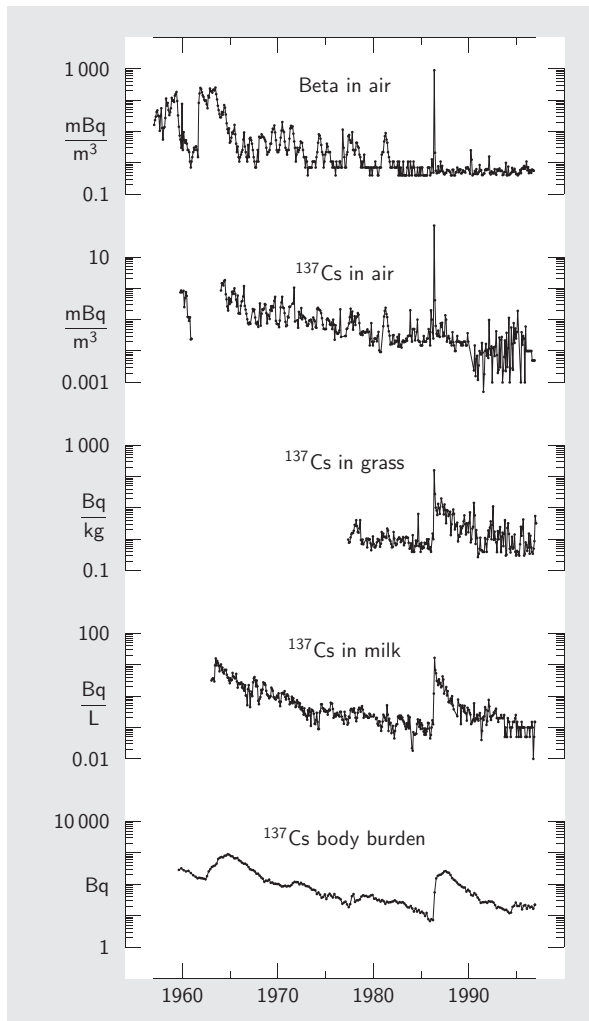 1 000
Beta in air
mBq
m³
0.1
10
¹³⁷Cs in air
mBq
m³
0.001
1 000
¹³⁷Cs in grass
Bq
kg
0.1
100
¹³⁷Cs in milk
Bq
L
0.01
10 000
¹³⁷Cs body burden
Bq
1
1960 1970 1980 1990